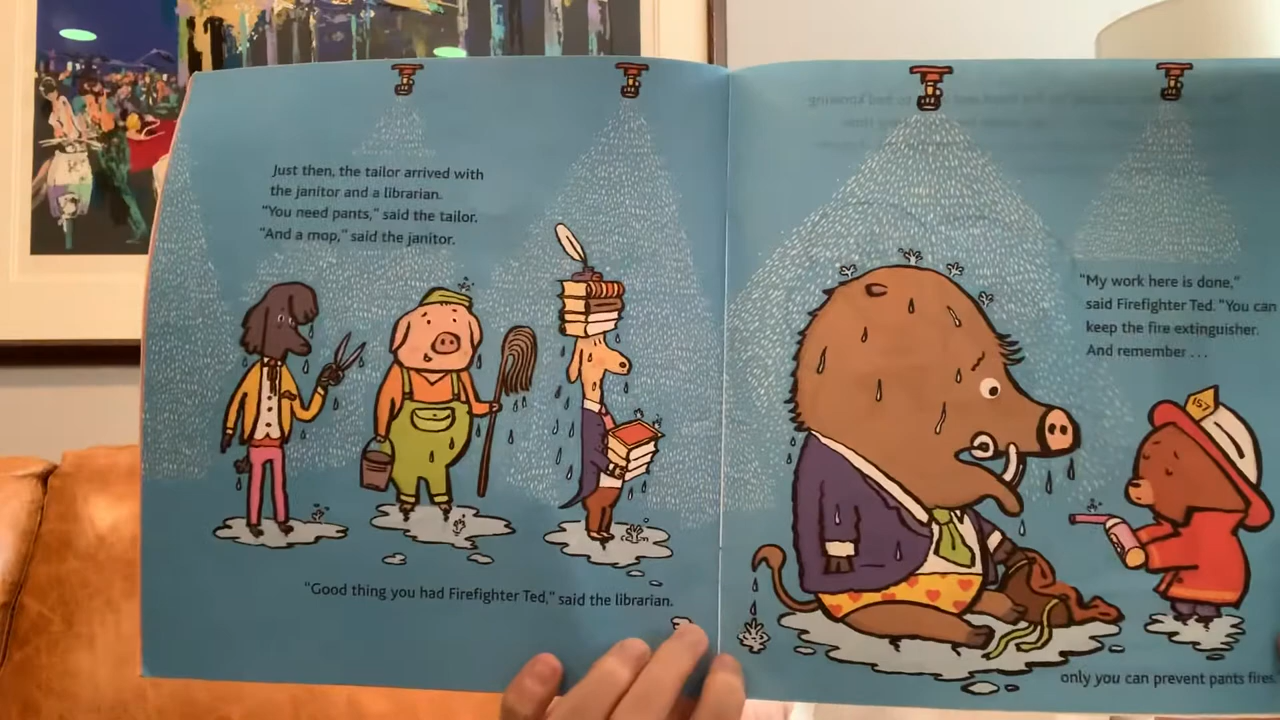 Just then, the tailor arrived with
the janitor and a librarian.
"You need pants," said the tailor.
"And a mop," said the janitor.
"Good thing you had Firefighter Ted," said the librarian.
"My work here is done,"
said Firefighter Ted. "You can
keep the fire extinguisher.
And remember . . .
157
only you can prevent pants fires.